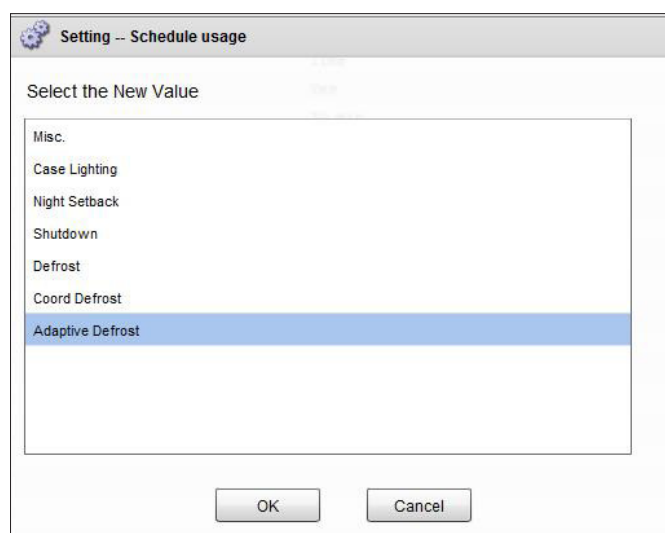 Setting -- Schedule usage
Select the New Value
Misc.
Case Lighting
Night Setback
Shutdown
Defrost
Coord Defrost
Adaptive Defrost
OK
Cancel